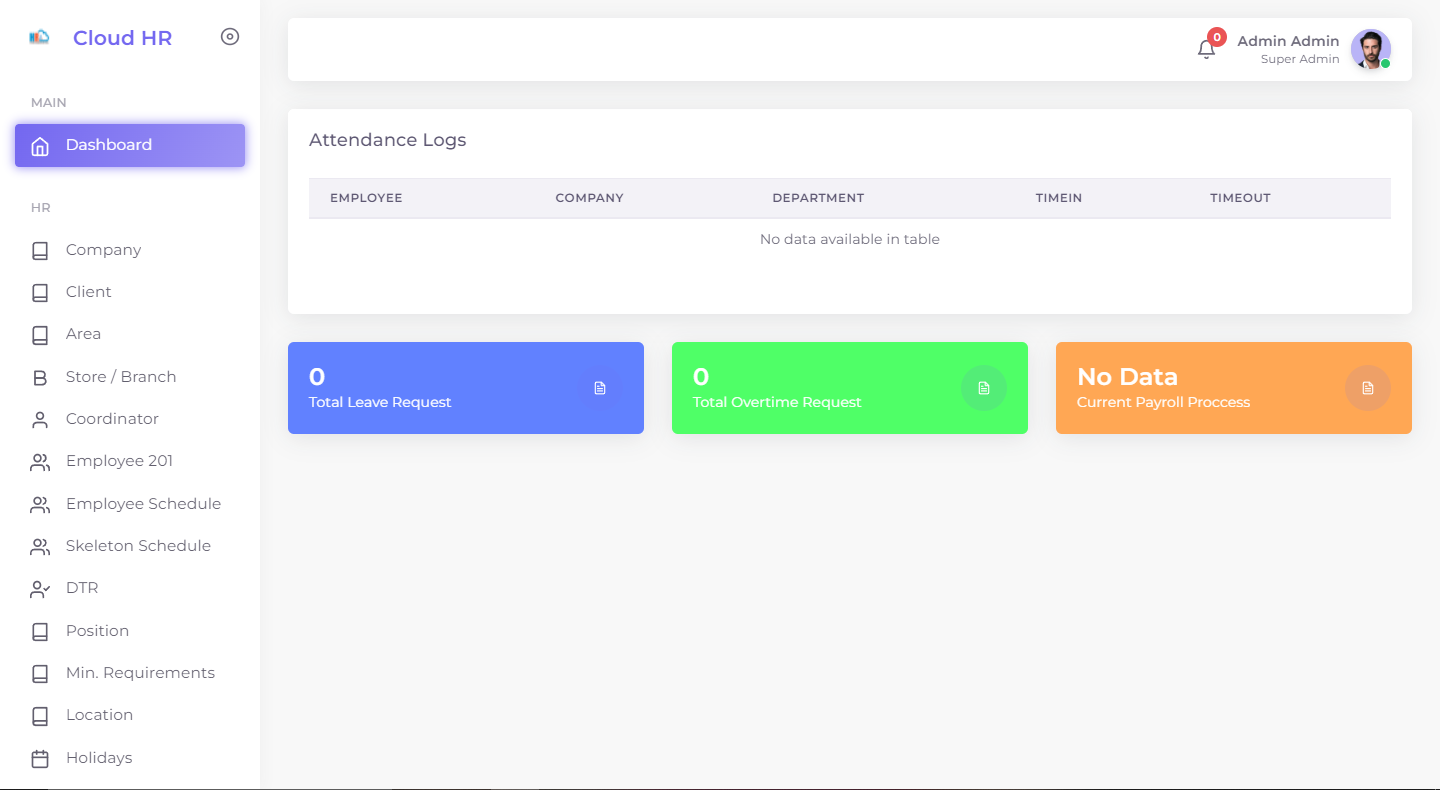 Cloud HR
MAIN
Dashboard
HR
Company
Client
Area
Store / Branch
Coordinator
Employee 201
Employee Schedule
Skeleton Schedule
DTR
Position
Min. Requirements
Location
Holidays
0
Admin Admin
Super Admin
Attendance Logs
EMPLOYEE COMPANY DEPARTMENT TIMEIN TIMEOUT
No data available in table
0
Total Leave Request
0
Total Overtime Request
No Data
Current Payroll Proccess